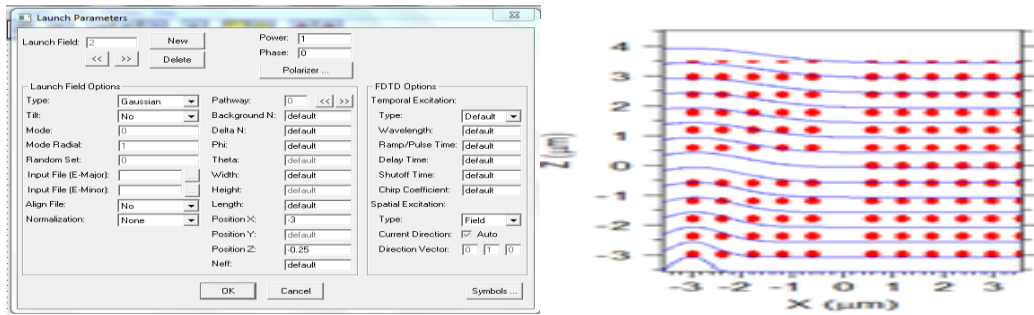 Launch Parameters
Launch Field: 2 New Power: 1
<< >> Delete Phase: 0
Polarizer ...
Launch Field Options FDTD Options
Type: Gaussian Pathway: 0 << >> Temporal Excitation:
Tilt: No Background N: default Type: Default
Mode: 0 Delta N: default Wavelength: default
Mode Radial: 1 Phi: default Ramp/Pulse Time: default
Random Set: 0 Theta: default Delay Time: default
Input File (E-Major): ... Width: default Shutoff Time: default
Input File (E-Minor): ... Height: default Chirp Coefficient: default
Align File: No Length: default Spatial Excitation:
Normalization: None Position X: -3 Type: Field
Position Y: default Current Direction: Auto
Position Z: -0.25 Direction Vector: 0 1 0
Neff: default
OK Cancel Symbols ...
4
3
2
1
0
-1
-2
-3
Z (μm)
-3 -2 -1 0 1 2 3
X (μm)